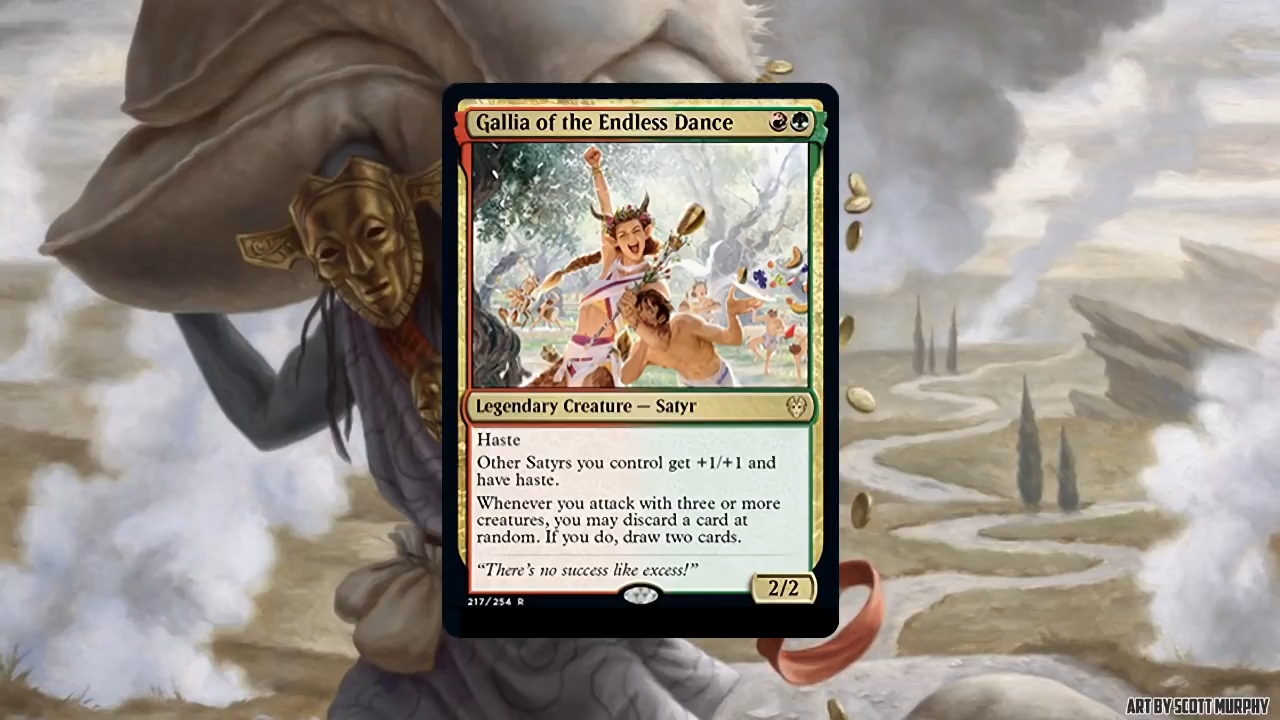 Gallia of the Endless Dance
Legendary Creature — Satyr
Haste
Other Satyrs you control get +1/+1 and
have haste.
Whenever you attack with three or more
creatures, you may discard a card at
random. If you do, draw two cards.
“There’s no success like excess!”
2/2
217/254 R
ART BY SCOTT MURPHY